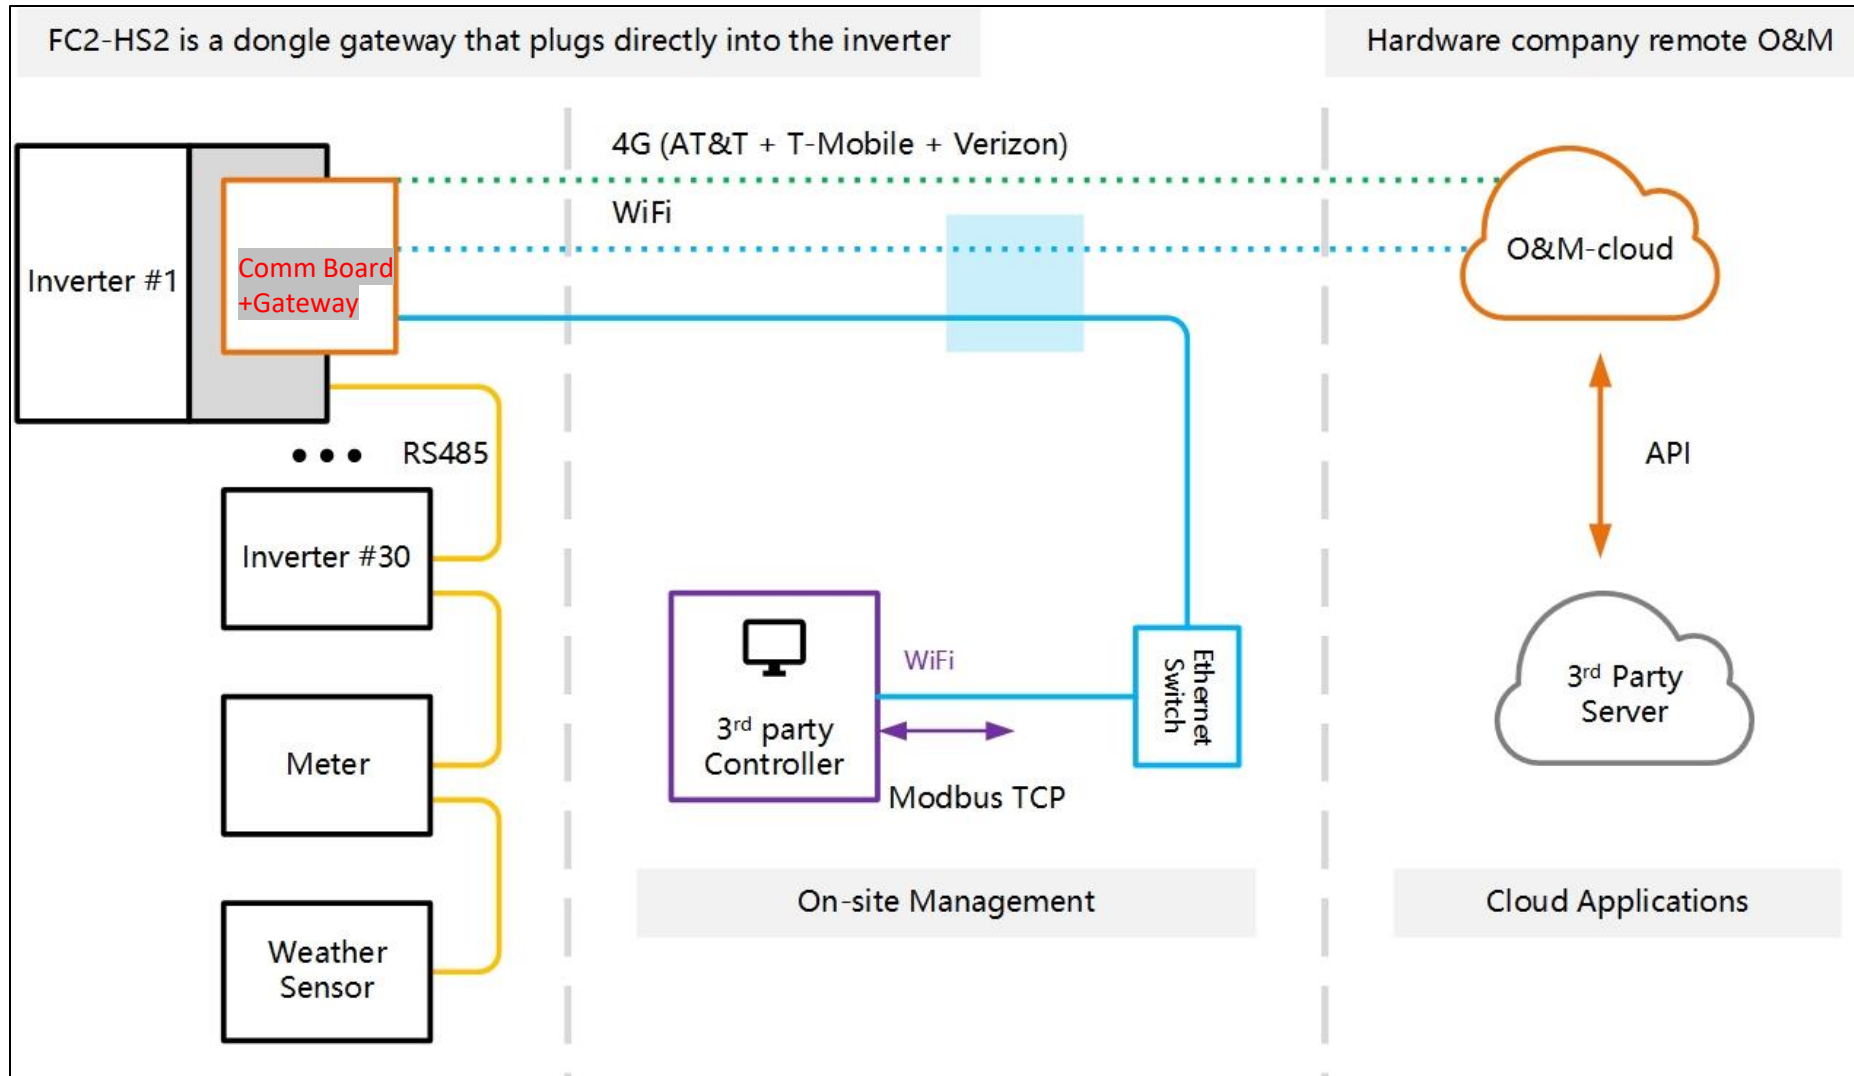 FC2-HS2 is a dongle gateway that plugs directly into the inverter
Hardware company remote O&M
4G (AT&T + T-Mobile + Verizon)
WiFi
Inverter #1
Comm Board
+Gateway
O&M-cloud
RS485
API
Inverter #30
WiFi
Ethernet
Switch
3rd party
Controller
Modbus TCP
3rd Party
Server
Meter
On-site Management
Cloud Applications
Weather
Sensor